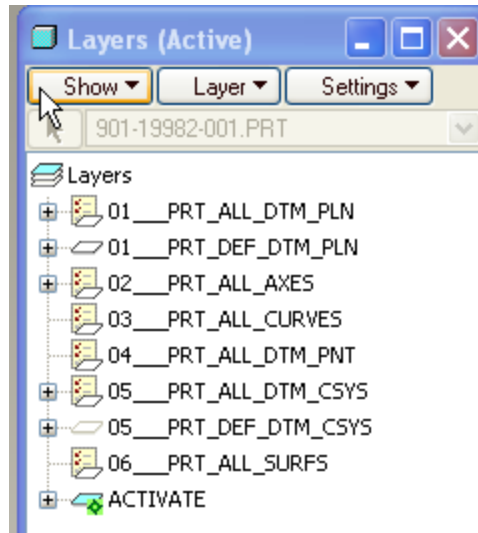 Layers (Active)
Show Layer Settings
901-19982-001.PRT
Layers
01___PRT_ALL_DTM_PLN
01___PRT_DEF_DTM_PLN
02___PRT_ALL_AXES
03___PRT_ALL_CURVES
04___PRT_ALL_DTM_PNT
05___PRT_ALL_DTM_CSYS
05___PRT_DEF_DTM_CSYS
06___PRT_ALL_SURFS
ACTIVATE